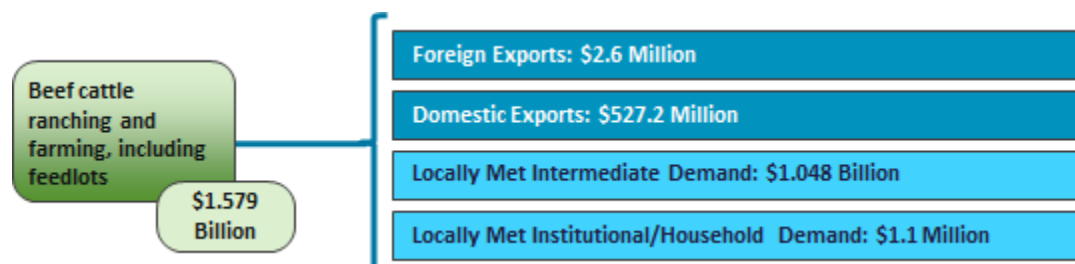 Beef cattle
ranching and
farming, including
feedlots
$1.579
Billion
Foreign Exports: $2.6 Million
Domestic Exports: $527.2 Million
Locally Met Intermediate Demand: $1.048 Billion
Locally Met Institutional/Household Demand: $1.1 Million